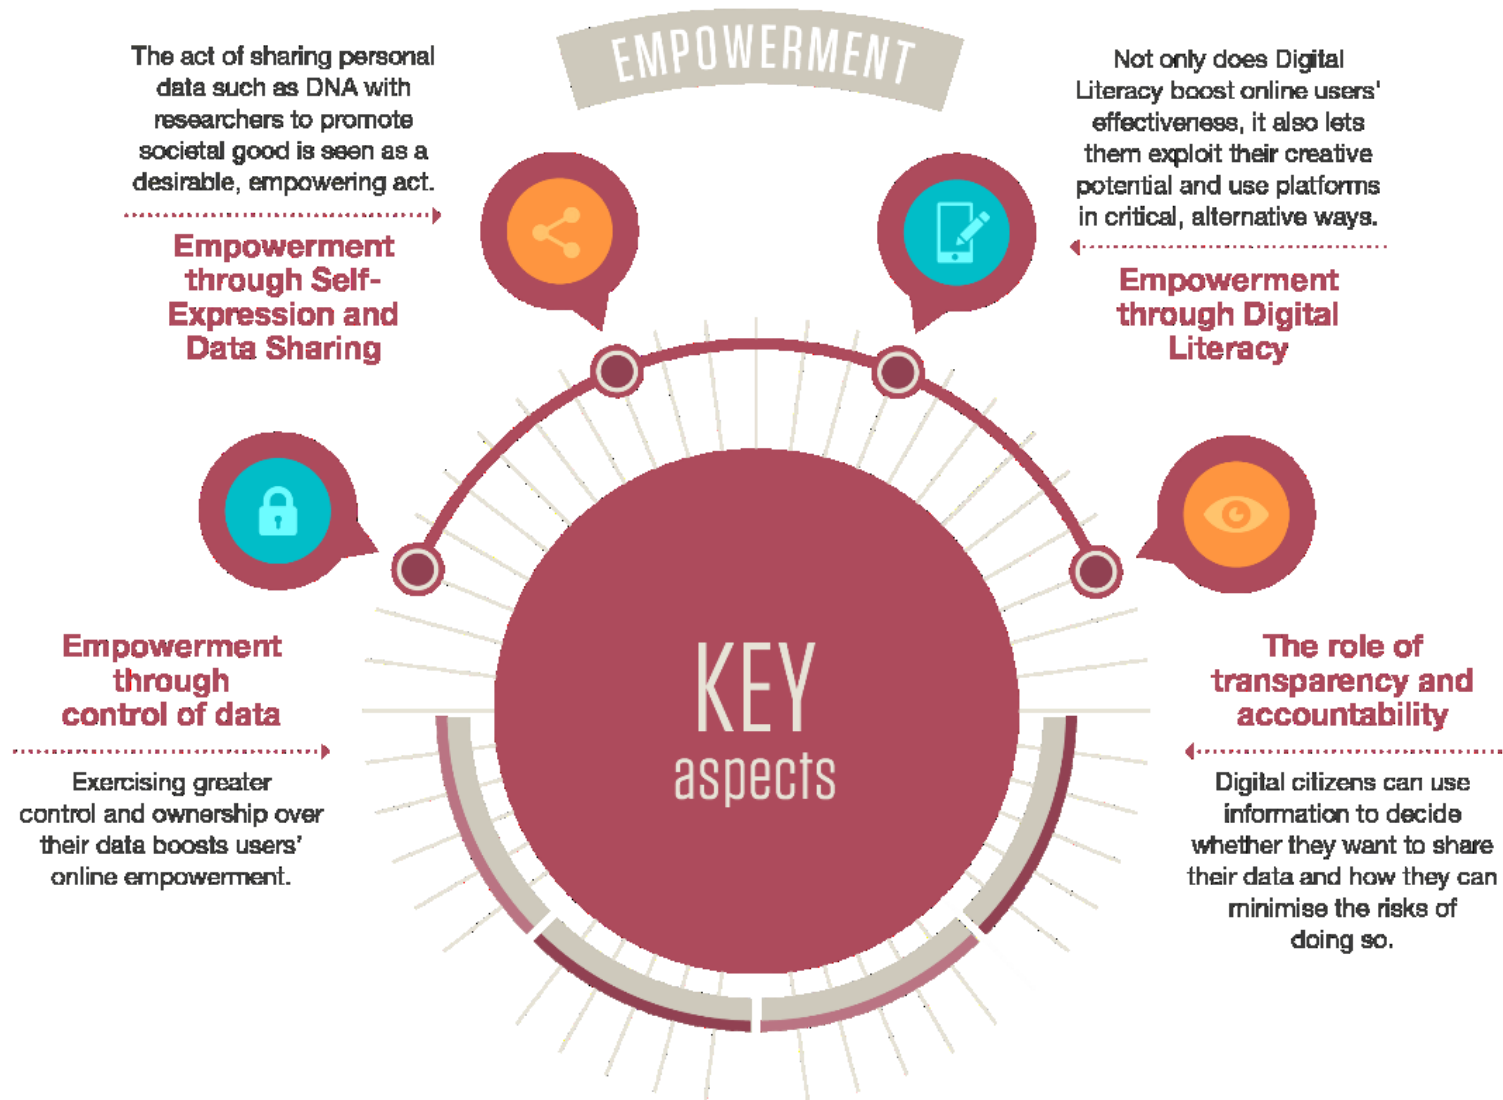 EMPOWERMENT
The act of sharing personal
data such as DNA with
researchers to promote
societal good is seen as a
desirable, empowering act.
Empowerment
through Self-
Expression and
Data Sharing
Not only does Digital
Literacy boost online users'
effectiveness, it also lets
them exploit their creative
potential and use platforms
in critical, alternative ways.
Empowerment
through Digital
Literacy
Empowerment
through
control of data
Exercising greater
control and ownership over
their data boosts users’
online empowerment.
KEY
aspects
The role of
transparency and
accountability
Digital citizens can use
information to decide
whether they want to share
their data and how they can
minimise the risks of
doing so.